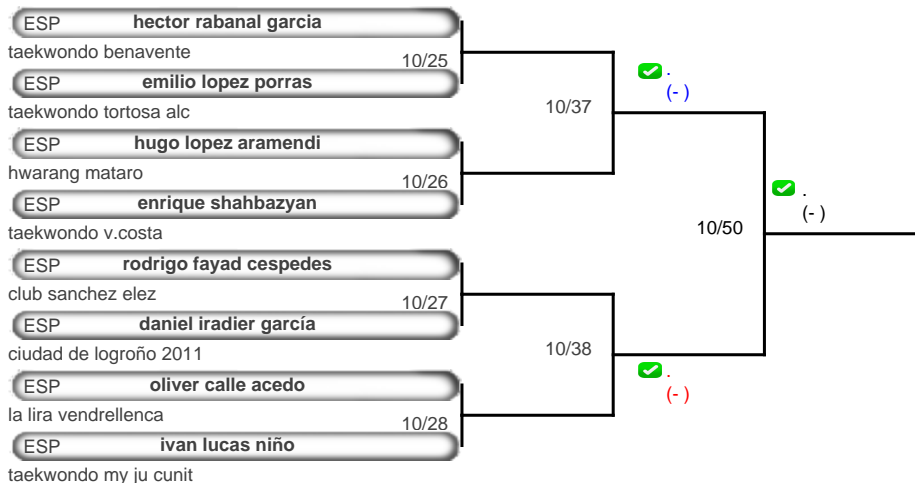 ESP hector rabanal garcia
taekwondo benavente
10/25
ESP emilio lopez porras
taekwondo tortosa alc
10/37
.
(- )
ESP hugo lopez aramendi
hwarang mataro
10/26
ESP enrique shahbazyan
taekwondo v.costa
10/50
.
(- )
ESP rodrigo fayad cespedes
club sanchez elez
10/27
ESP daniel iradier garcía
ciudad de logroño 2011
10/38
.
(- )
ESP oliver calle acedo
la lira vendrellenca
10/28
ESP ivan lucas niño
taekwondo my ju cunit